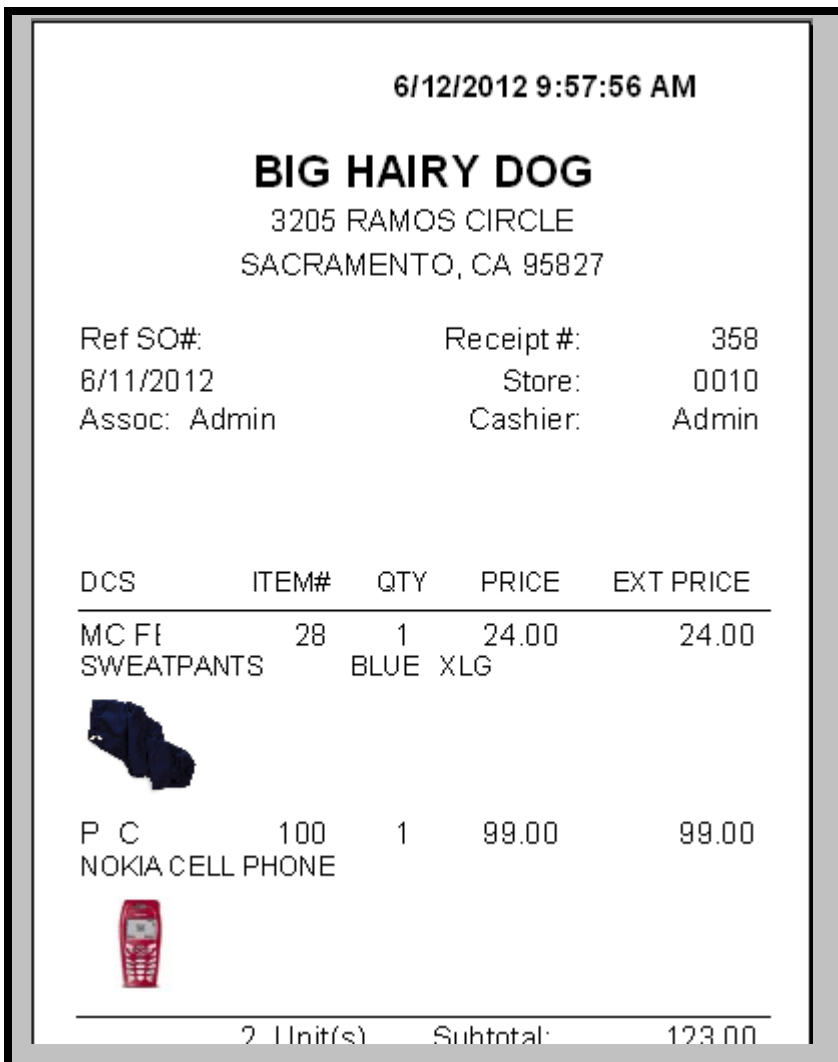 6/12/2012 9:57:56 AM
BIG HAIRY DOG
3205 RAMOS CIRCLE
SACRAMENTO, CA 95827
Ref SO#: Receipt #: 358
6/11/2012 Store: 0010
Assoc: Admin Cashier: Admin
DCS ITEM# QTY PRICE EXT PRICE
MC FE 28 1 24.00 24.00
SWEATPANTS BLUE XLG
P C 100 1 99.00 99.00
NOKIA CELL PHONE
2 Unit(s) Subtotal: 123.00